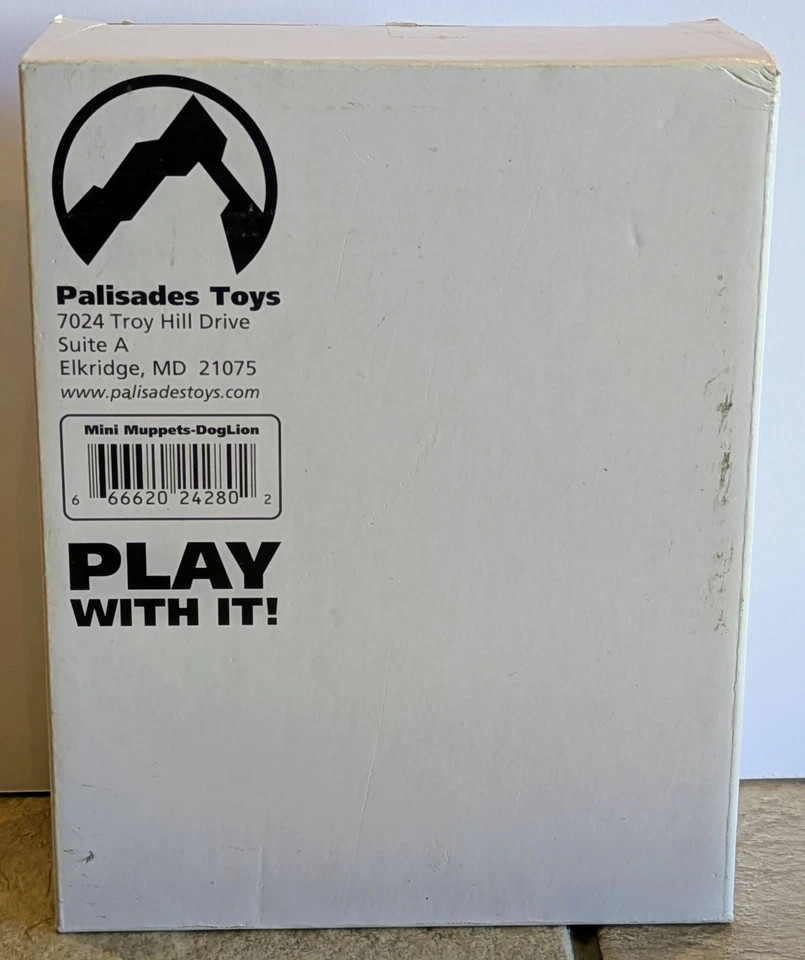 Palisades Toys
7024 Troy Hill Drive
Suite A
Elkridge, MD 21075
www.palisadestoys.com
Mini Muppets-DogLion
6 66620 24280 2
PLAY
WITH IT!